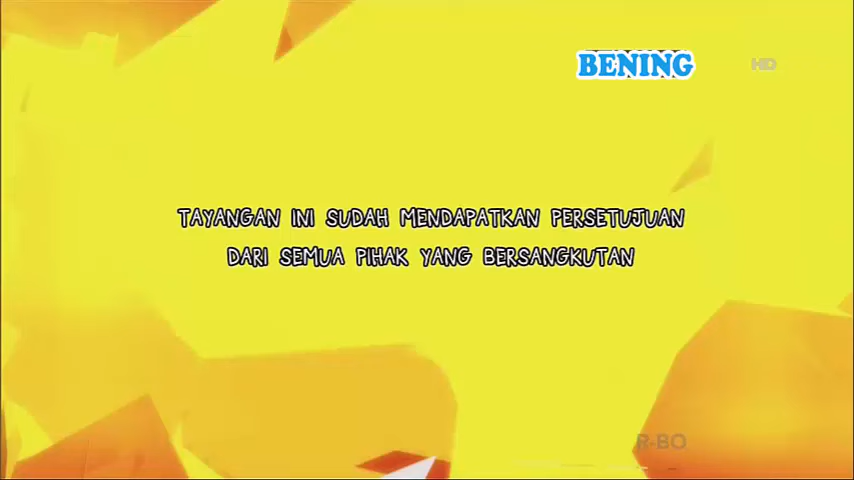 BENING
HD
TAYANGAN INI SUDAH MENDAPATKAN PERSETUJUAN
DARI SEMUA PIHAK YANG BERSANGKUTAN
R-BO